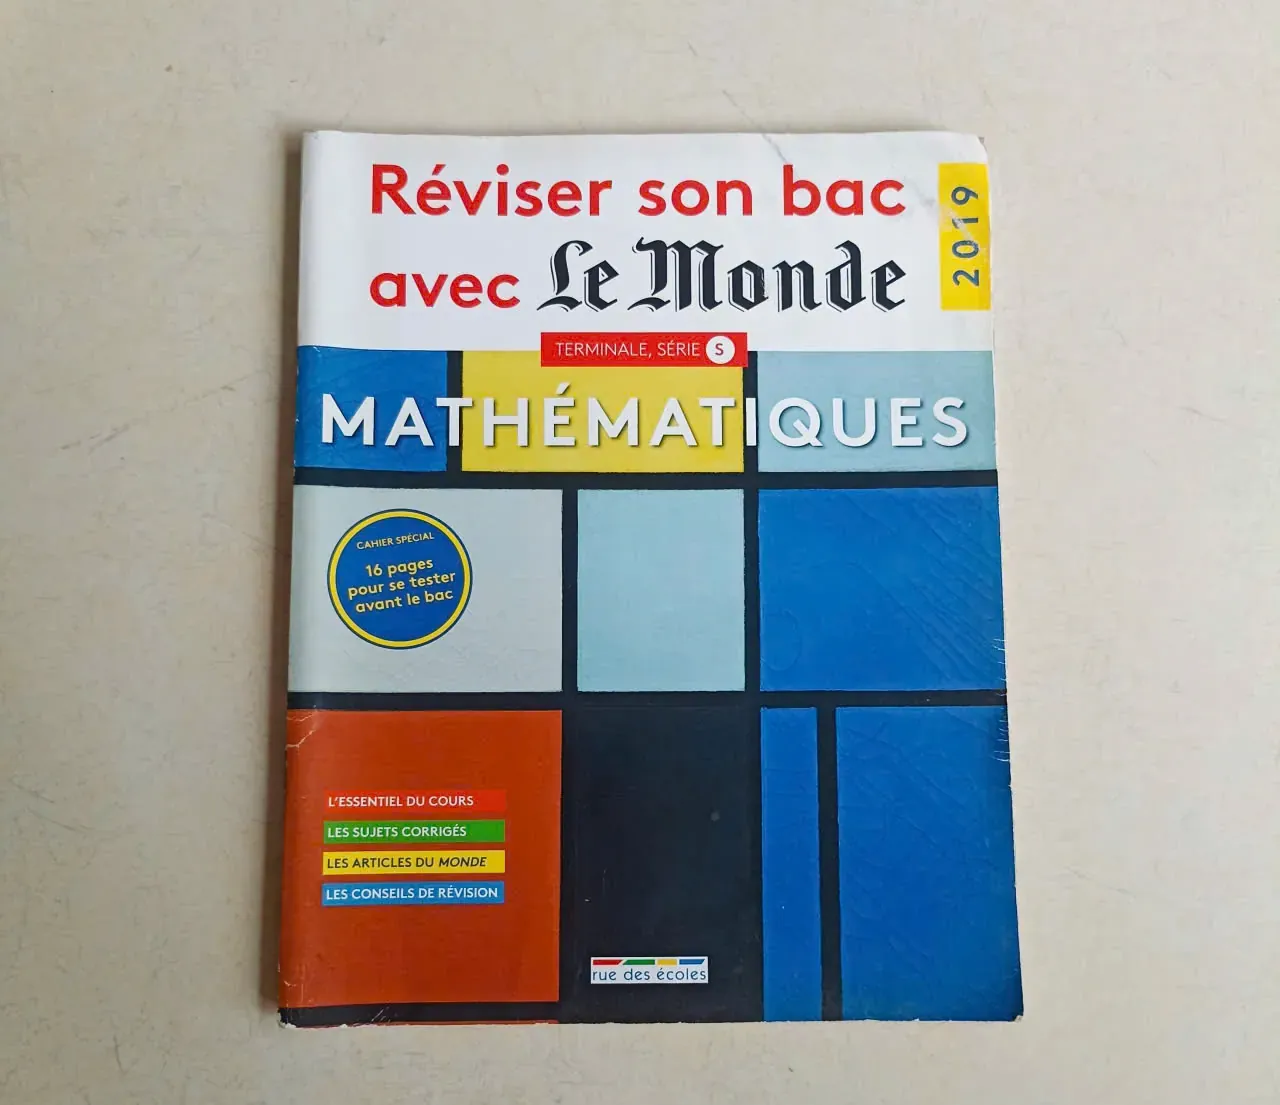 Réviser son bac
avec Le Monde
2019
TERMINALE, SÉRIE S
MATHÉMATIQUES
CAHIER SPÉCIAL
16 pages
pour se tester
avant le bac
L'ESSENTIEL DU COURS
LES SUJETS CORRIGÉS
LES ARTICLES DU MONDE
LES CONSEILS DE RÉVISION
rue des écoles